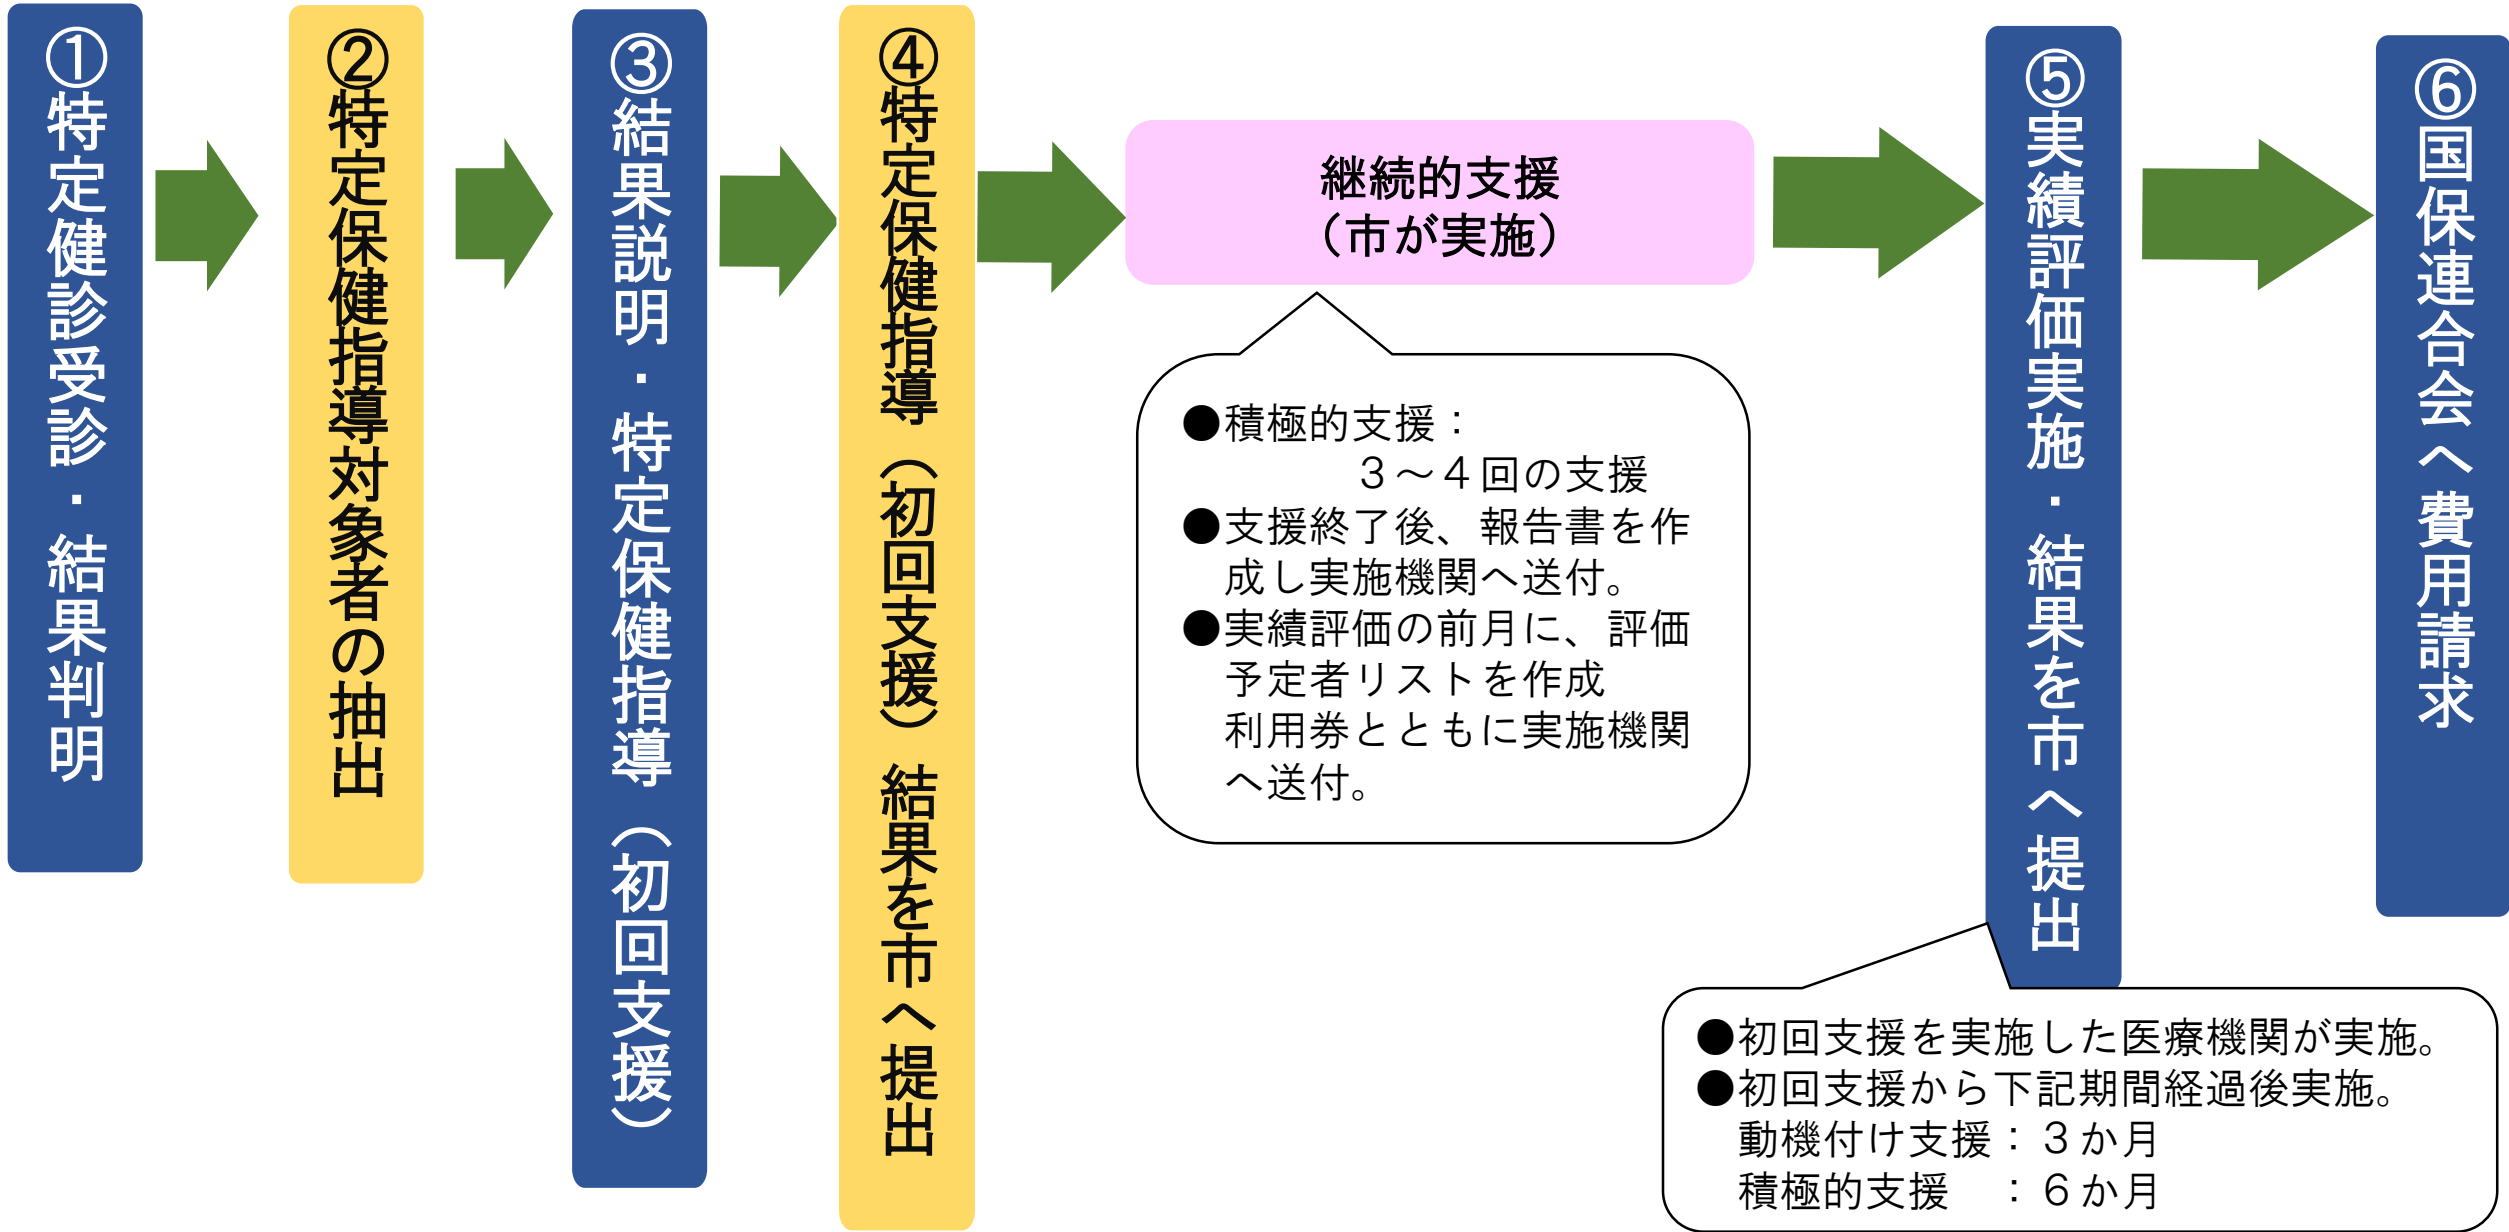 ①特定健診受診・結果判明
②特定保健指導対象者の抽出
③結果説明・特定保健指導（初回支援）
④特定保健指導（初回支援）結果を市へ提出
継続的支援
（市が実施）
●積極的支援：
３～４回の支援
●支援終了後、報告書を作
成し実施機関へ送付。
●実績評価の前月に、評価
予定者リストを作成
利用券とともに実施機関
へ送付。
⑤実績評価実施・結果を市へ提出
●初回支援を実施した医療機関が実施。
●初回支援から下記期間経過後実施。
動機付け支援：３か月
積極的支援　：６か月
⑥国保連合会へ費用請求